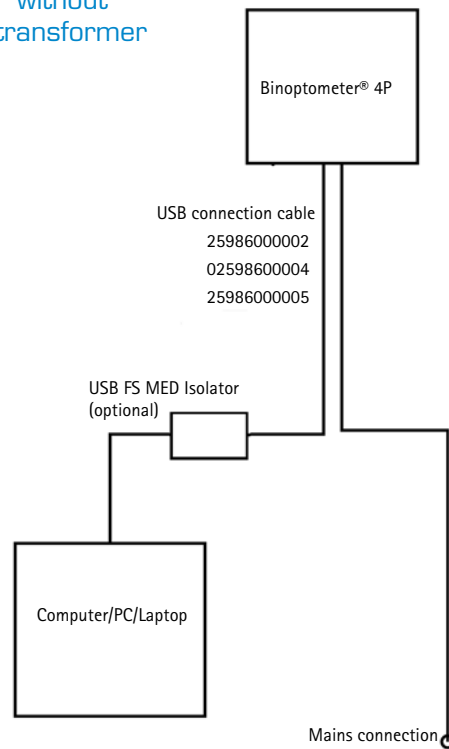 without
transformer
Binoptometer® 4P
USB connection cable
25986000002
02598600004
25986000005
USB FS MED Isolator
(optional)
Computer/PC/Laptop
Mains connection